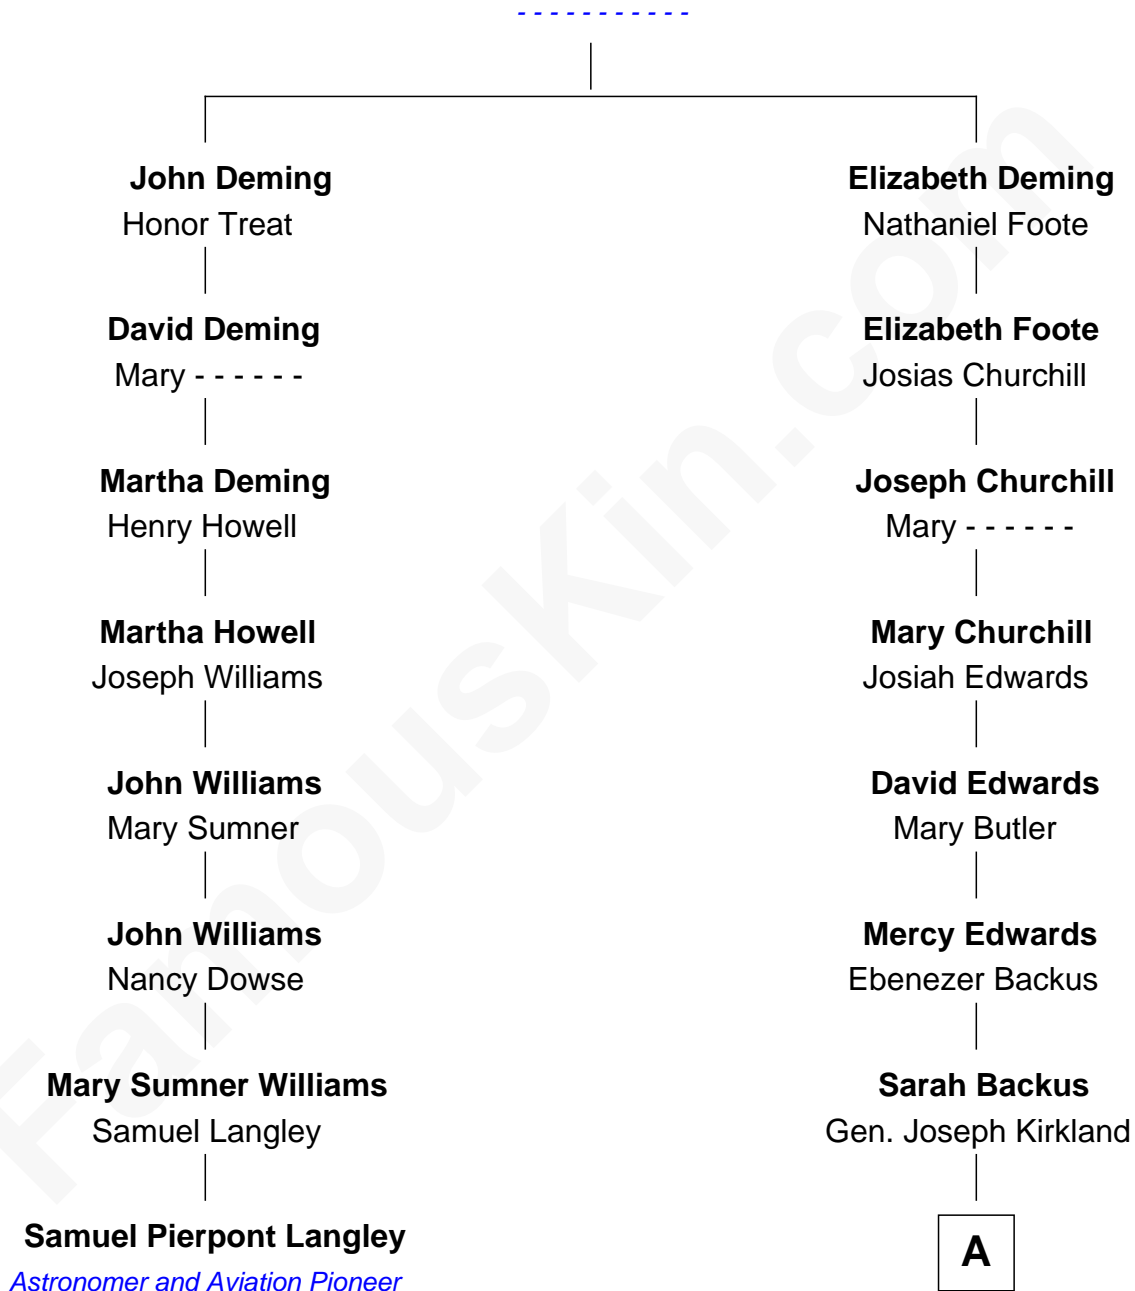 - - - - - - - - - - -
John Deming
Honor Treat
Elizabeth Deming
Nathaniel Foote
David Deming
Mary - - - - - -
Elizabeth Foote
Josias Churchill
Martha Deming
Henry Howell
Joseph Churchill
Mary - - - - - -
Martha Howell
Joseph Williams
Mary Churchill
Josiah Edwards
John Williams
Mary Sumner
David Edwards
Mary Butler
John Williams
Nancy Dowse
Mercy Edwards
Ebenezer Backus
Mary Sumner Williams
Samuel Langley
Sarah Backus
Gen. Joseph Kirkland
Samuel Pierpont Langley
Astronomer and Aviation Pioneer
A
FamousKin.com